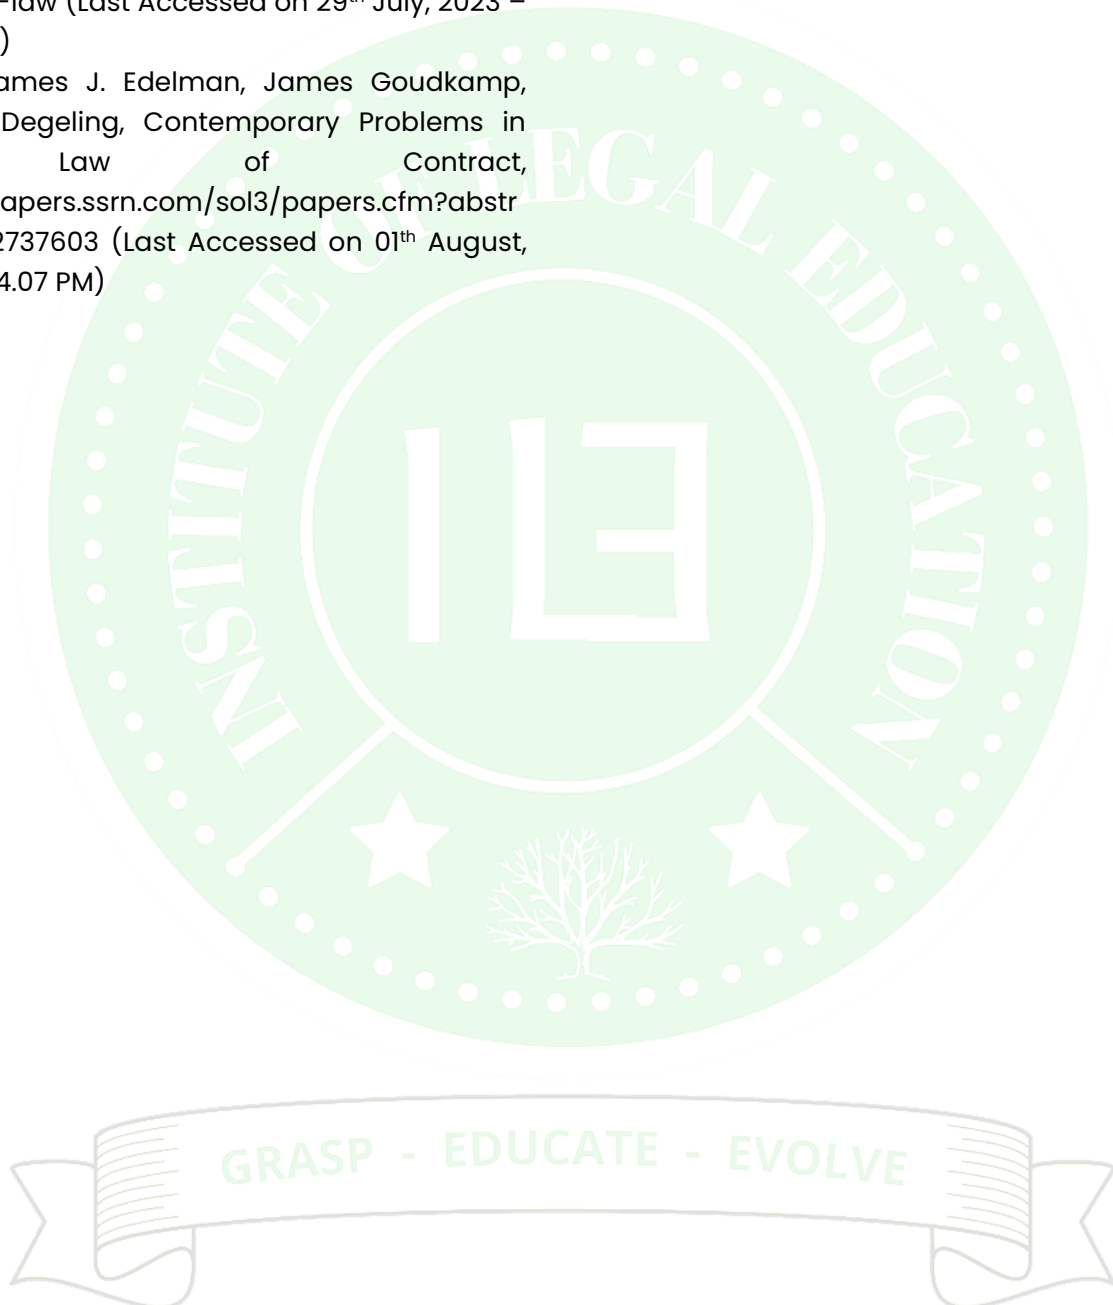 -law (Last Accessed on 29th July, 2023 –
)
ames J. Edelman, James Goudkamp,
Degeling, Contemporary Problems in
Law of Contract,
apers.ssrn.com/sol3/papers.cfm?abstr
2737603 (Last Accessed on 01th August,
4.07 PM)
INSTITUTE OF LEGAL EDUCATION
ILE
GRASP - EDUCATE - EVOLVE